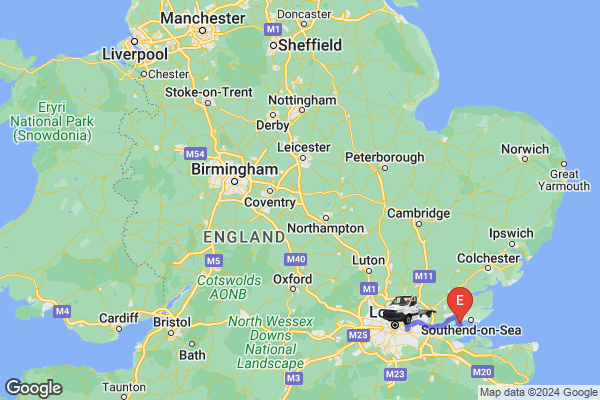 Doncaster
Manchester
M1
Liverpool
Sheffield
Chester
Eryri
National Park
(Snowdonia)
Stoke-on-Trent
Nottingham
Derby
M54
Leicester
Peterborough
Norwich
Birmingham
Great
Yarmouth
Coventry
Cambridge
Northampton
ENGLAND
Ipswich
M5
M40
Luton
Colchester
M11
Cotswolds
AONB
Oxford
M1
E
M4
Lo
Cardiff
Bristol
North Wessex
Downs
National
Landscape
M25
Southend-on-Sea
Bath
M20
M3
M23
Taunton
Google
Google
Map data ©2024 Google